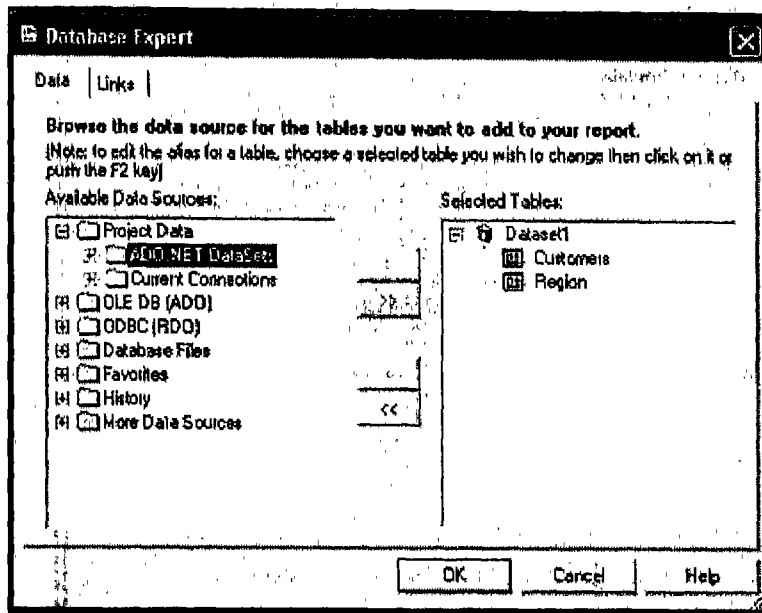 Database Expert
Data
Links
Browse the data source for the tables you want to add to your report.
(Note: to edit the alias for a table, choose a selected table you wish to change then click on it or
push the F2 key)
Available Data Sources:
Project Data
ADO.NET DataSets
Current Connections
OLE DB (ADO)
ODBC (RDO)
Database Files
Favorites
History
More Data Sources
>>
<<
Selected Tables:
Dataset1
Customers
Region
OK
Cancel
Help